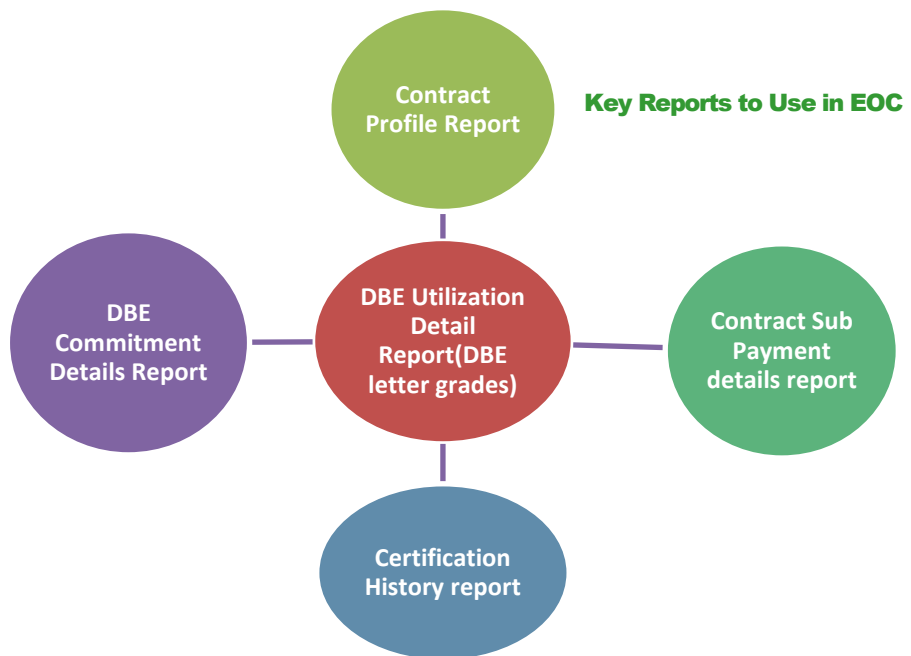 Contract
Profile Report
Key Reports to Use in EOC
DBE
Commitment
Details Report
DBE Utilization
Detail
Report(DBE
letter grades)
Contract Sub
Payment
details report
Certification
History report